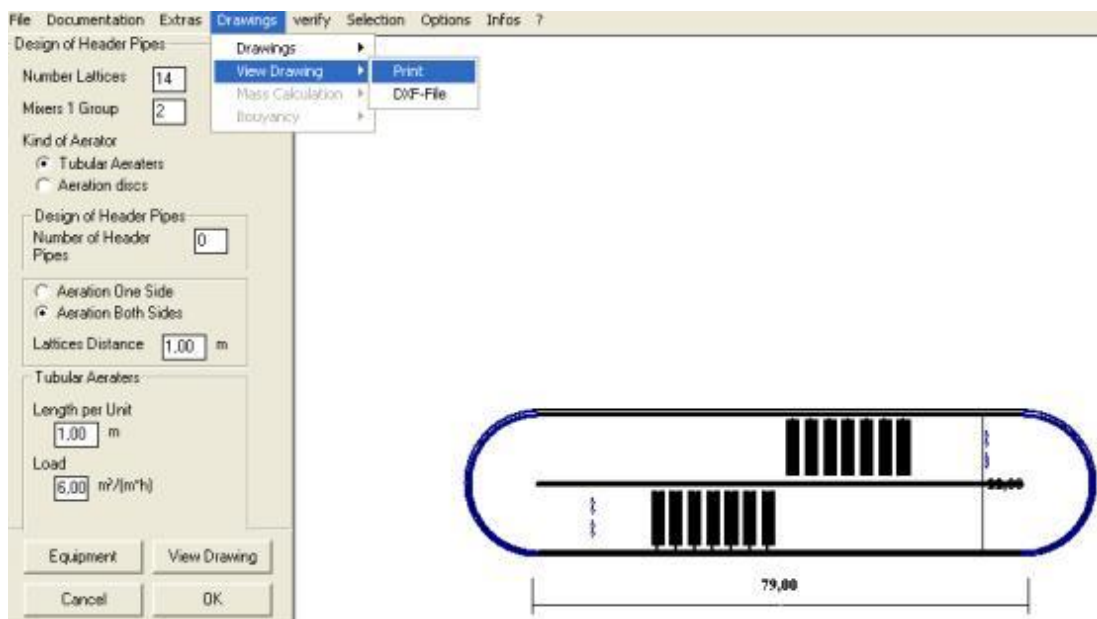 File Documentation Extras Drawings verify Selection Options Infos ?
Design of Header Pipes
Drawings
View Drawing
Mass Calculation
Bouyancy
Print
DXF-File
Number Lattices 14
Mixers 1 Group 2
Kind of Aerator
Tubular Aeraters
Aeration discs
Design of Header Pipes
Number of Header
Pipes
0
Aeration One Side
Aeration Both Sides
Lattices Distance 1,00 m
Tubular Aeraters
Length per Unit
1,00 m
Load
6,00 m³/(m*h)
Equipment View Drawing
Cancel OK
79,00